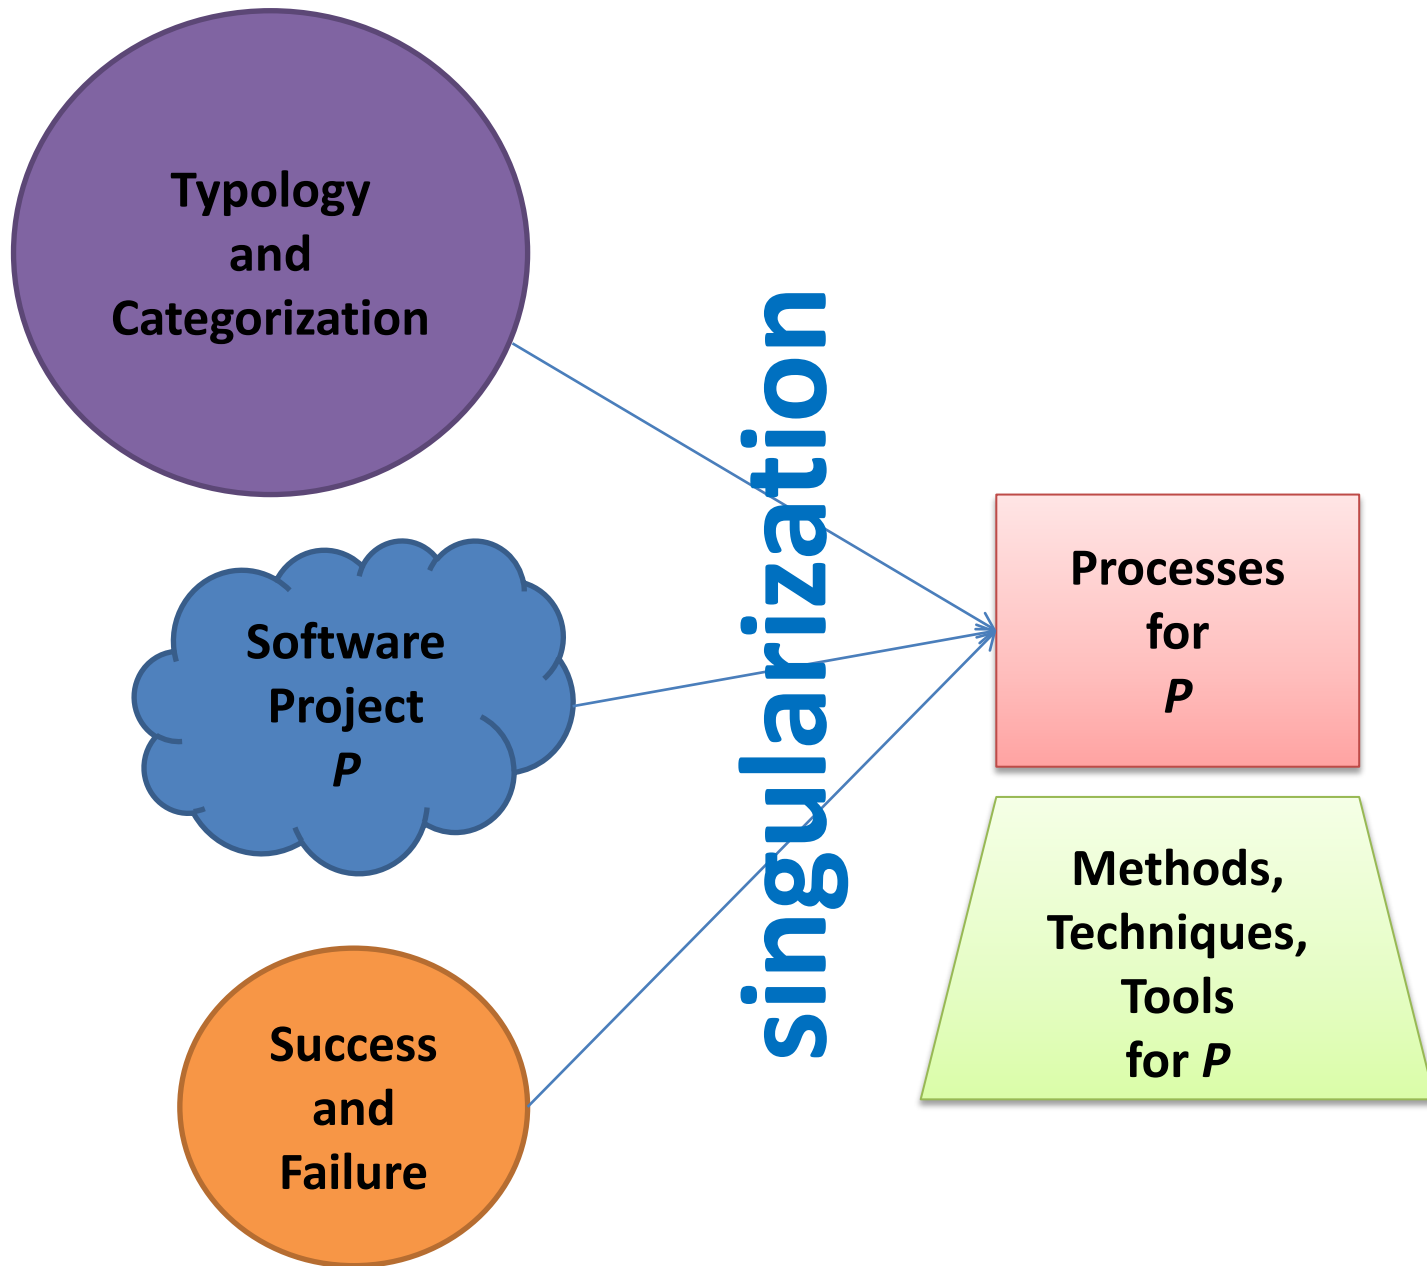 Typology
and
Categorization
Software
Project
P
Success
and
Failure
singularization
Processes
for
P
Methods,
Techniques,
Tools
for P